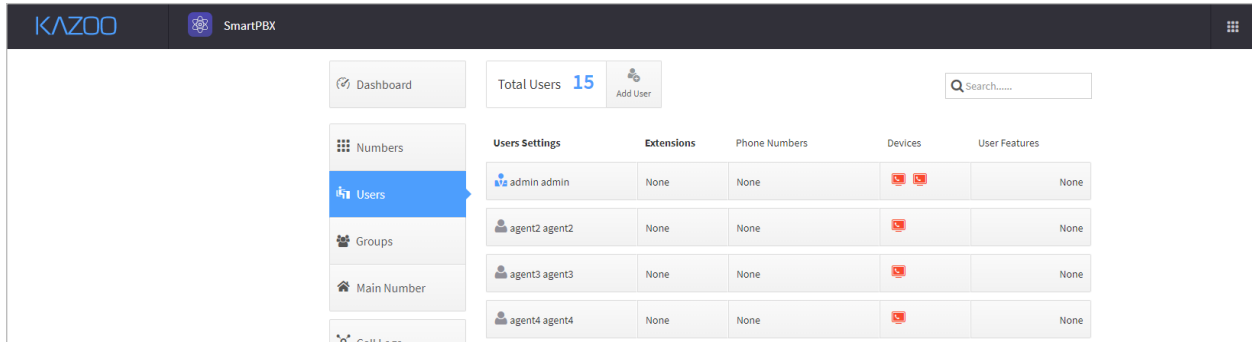 KAZOO SmartPBX
Dashboard
Total Users 15
Add User
Search......
Numbers
Users
Groups
Main Number
Call Logs
Users Settings Extensions Phone Numbers Devices User Features
admin admin None None None
agent2 agent2 None None None
agent3 agent3 None None None
agent4 agent4 None None None